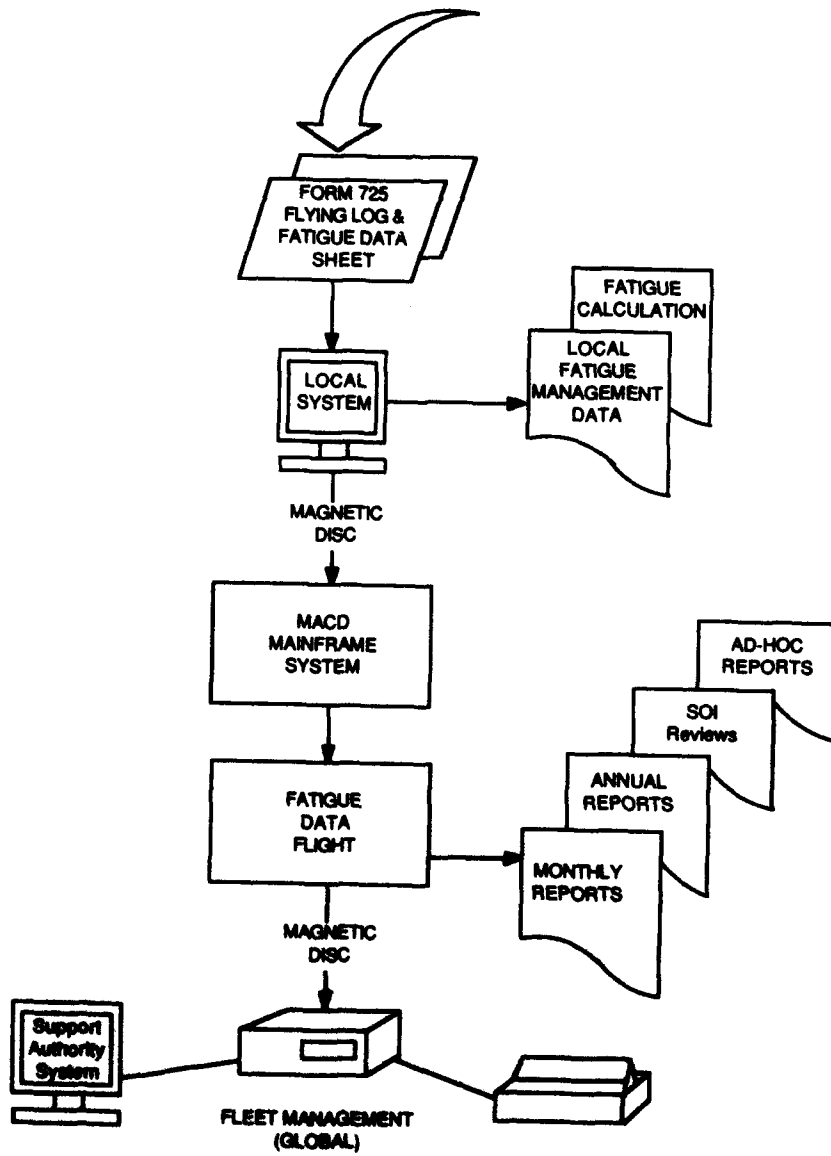 FORM 725
FLYING LOG &
FATIGUE DATA
SHEET
FATIGUE
CALCULATION
LOCAL
SYSTEM
LOCAL
FATIGUE
MANAGEMENT
DATA
MAGNETIC
DISC
MACD
MAINFRAME
SYSTEM
AD-HOC
REPORTS
SOI
Reviews
FATIGUE
DATA
FLIGHT
ANNUAL
REPORTS
MONTHLY
REPORTS
MAGNETIC
DISC
Support
Authority
System
FLEET MANAGEMENT
(GLOBAL)